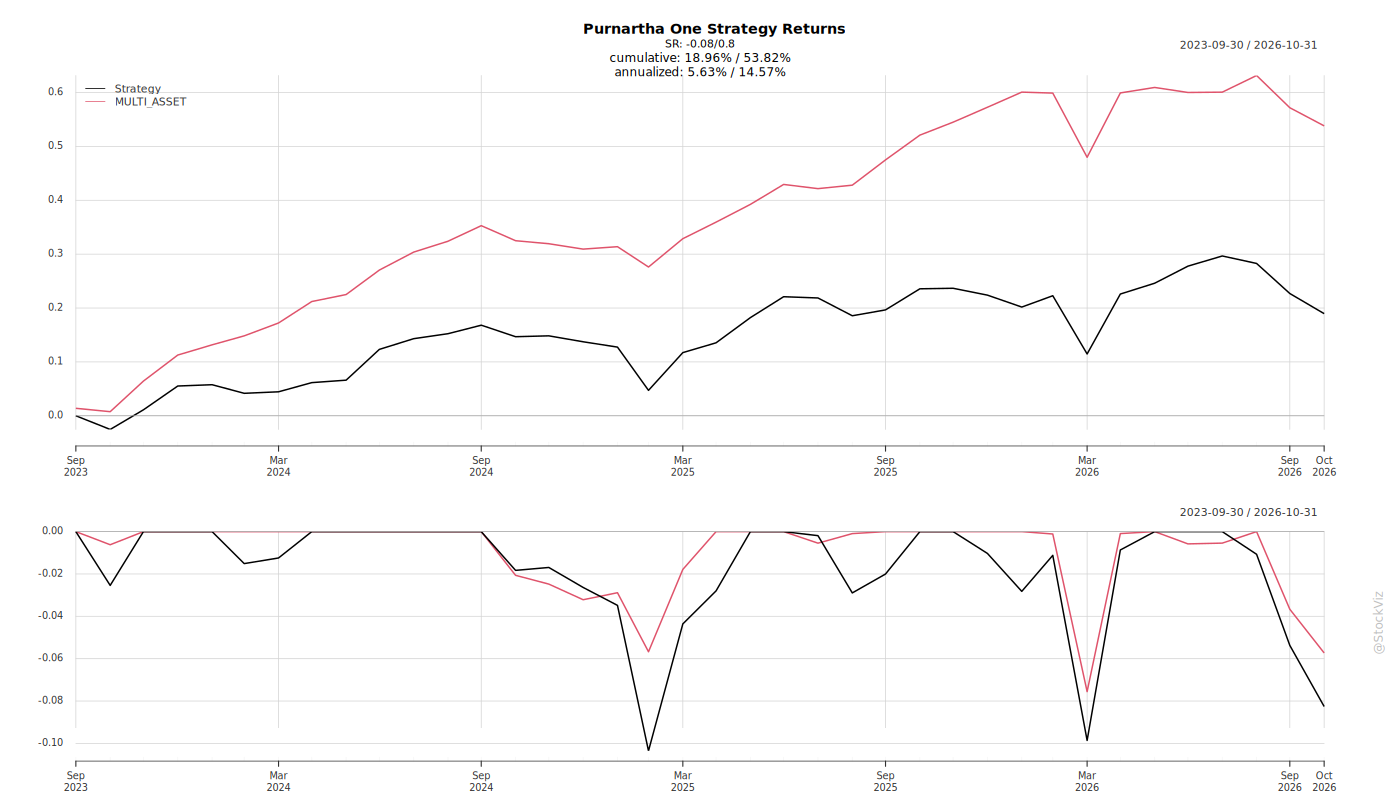 Purnartha One Strategy Returns
SR: -0.08/0.8
cumulative: 18.96% / 53.82%
annualized: 5.63% / 14.57%
2023-09-30 / 2026-10-31
Strategy
MULTI_ASSET
0.6
0.5
0.4
0.3
0.2
0.1
0.0
Sep Mar Sep Mar Sep Mar Sep Oct
2023 2024 2024 2025 2025 2026 2026 2026
2023-09-30 / 2026-10-31
0.00
-0.02
-0.04
-0.06
-0.08
-0.10
Sep Mar Sep Mar Sep Mar Sep Oct
2023 2024 2024 2025 2025 2026 2026 2026
@StockViz